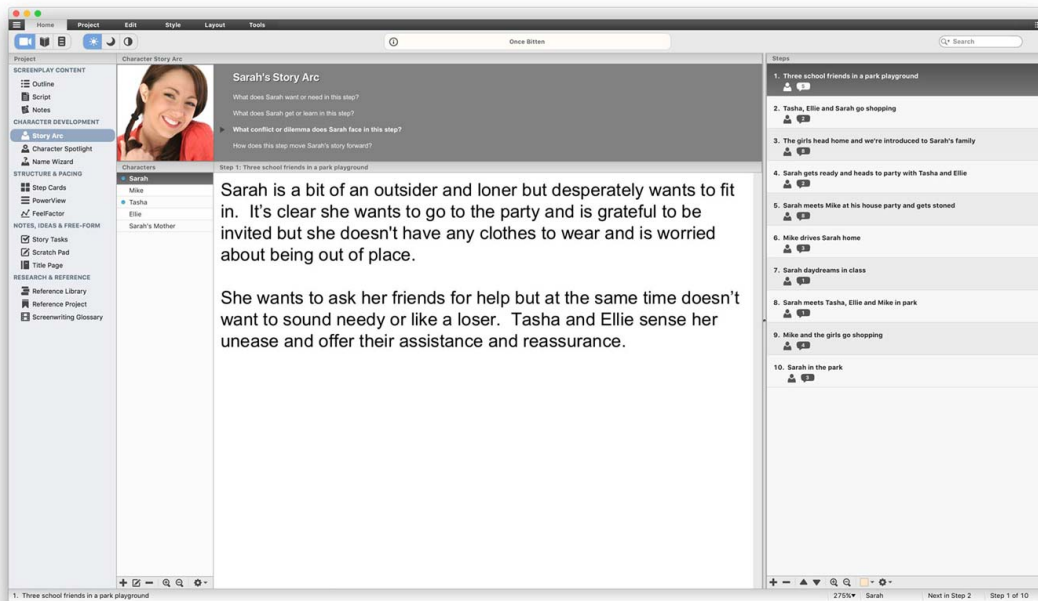 Home Project Edit Style Layout Tools
Once Bitten
Search
Project
SCREENPLAY CONTENT
Outline
Script
Notes
CHARACTER DEVELOPMENT
Story Arc
Character Spotlight
Name Wizard
STRUCTURE & PACING
Step Cards
PowerView
FeelFactor
NOTES, IDEAS & FREE-FORM
Story Tasks
Scratch Pad
Title Page
RESEARCH & REFERENCE
Reference Library
Reference Project
Screenwriting Glossary
Character Story Arc
Sarah's Story Arc
What does Sarah want or need in this step?
What does Sarah get or learn in this step?
What conflict or dilemma does Sarah face in this step?
How does this step move Sarah's story forward?
Characters
Sarah
Mike
Tasha
Ellie
Sarah's Mother
Step 1: Three school friends in a park playground
Sarah is a bit of an outsider and loner but desperately wants to fit
in. It's clear she wants to go to the party and is grateful to be
invited but she doesn't have any clothes to wear and is worried
about being out of place.
She wants to ask her friends for help but at the same time doesn't
want to sound needy or like a loser. Tasha and Ellie sense her
unease and offer their assistance and reassurance.
Steps
1. Three school friends in a park playground
2. Tasha, Ellie and Sarah go shopping
2
3. The girls head home and we're introduced to Sarah's family
4. Sarah gets ready and heads to party with Tasha and Ellie
5. Sarah meets Mike at his house party and gets stoned
6. Mike drives Sarah home
3
7. Sarah daydreams in class
1
8. Sarah meets Tasha, Ellie and Mike in park
9. Mike and the girls go shopping
4
10. Sarah in the park
1. Three school friends in a park playground
275% Sarah Next in Step 2 Step 1 of 10